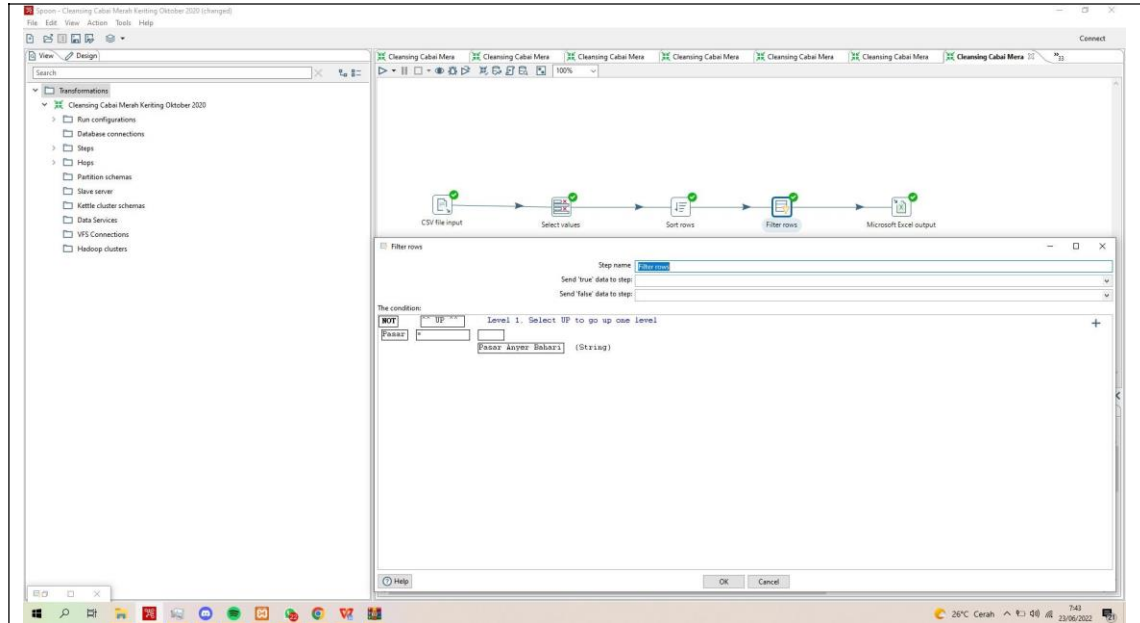 Spoon - Cleansing Cabai Merah Keriting Oktober 2020 (changed)
File Edit View Action Tools Help
Connect
View Design
Search
Transformations
Cleansing Cabai Merah Keriting Oktober 2020
Run configurations
Database connections
Steps
Hops
Partition schemas
Slave server
Kettle cluster schemas
Data Services
VFS Connections
Hadoop clusters
Cleansing Cabai Mera Cleansing Cabai Mera Cleansing Cabai Mera Cleansing Cabai Mera Cleansing Cabai Mera Cleansing Cabai Mera Cleansing Cabai Mera
100%
CSV file input Select values Sort rows Filter rows Microsoft Excel output
Filter rows
Step name Filter rows
Send 'true' data to step:
Send 'false' data to step:
The condition:
NOT ^^ UP ^^ Level 1. Select UP to go up one level
Pasar =
Pasar Anyer Bahari (String)
Help OK Cancel
26°C Cerah 7:43
23/06/2022